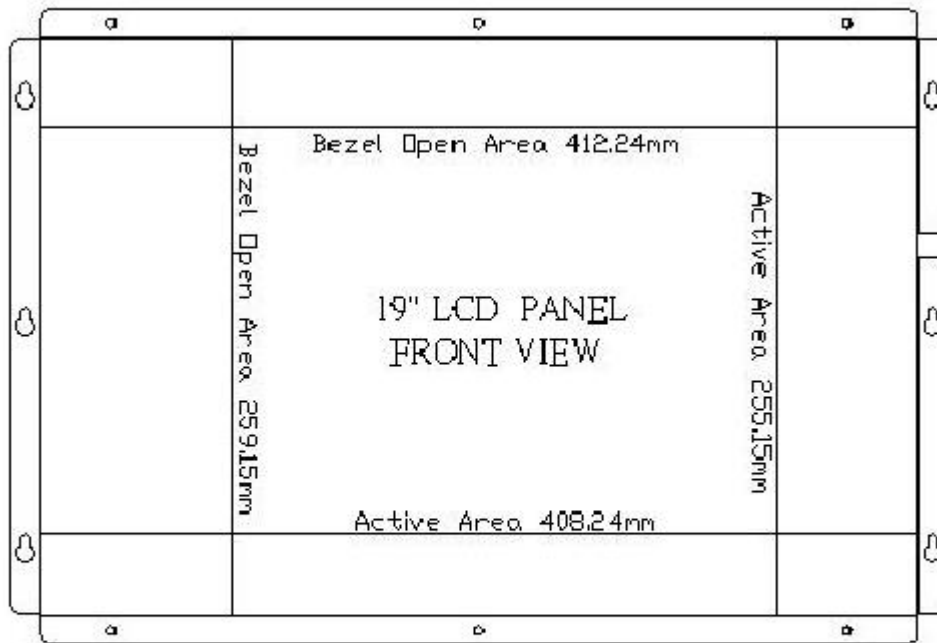 Bezel Open Area 412.24mm
Bezel Open Area 259.15mm
Active Area 255.15mm
19" LCD PANEL
FRONT VIEW
Active Area 408.24mm